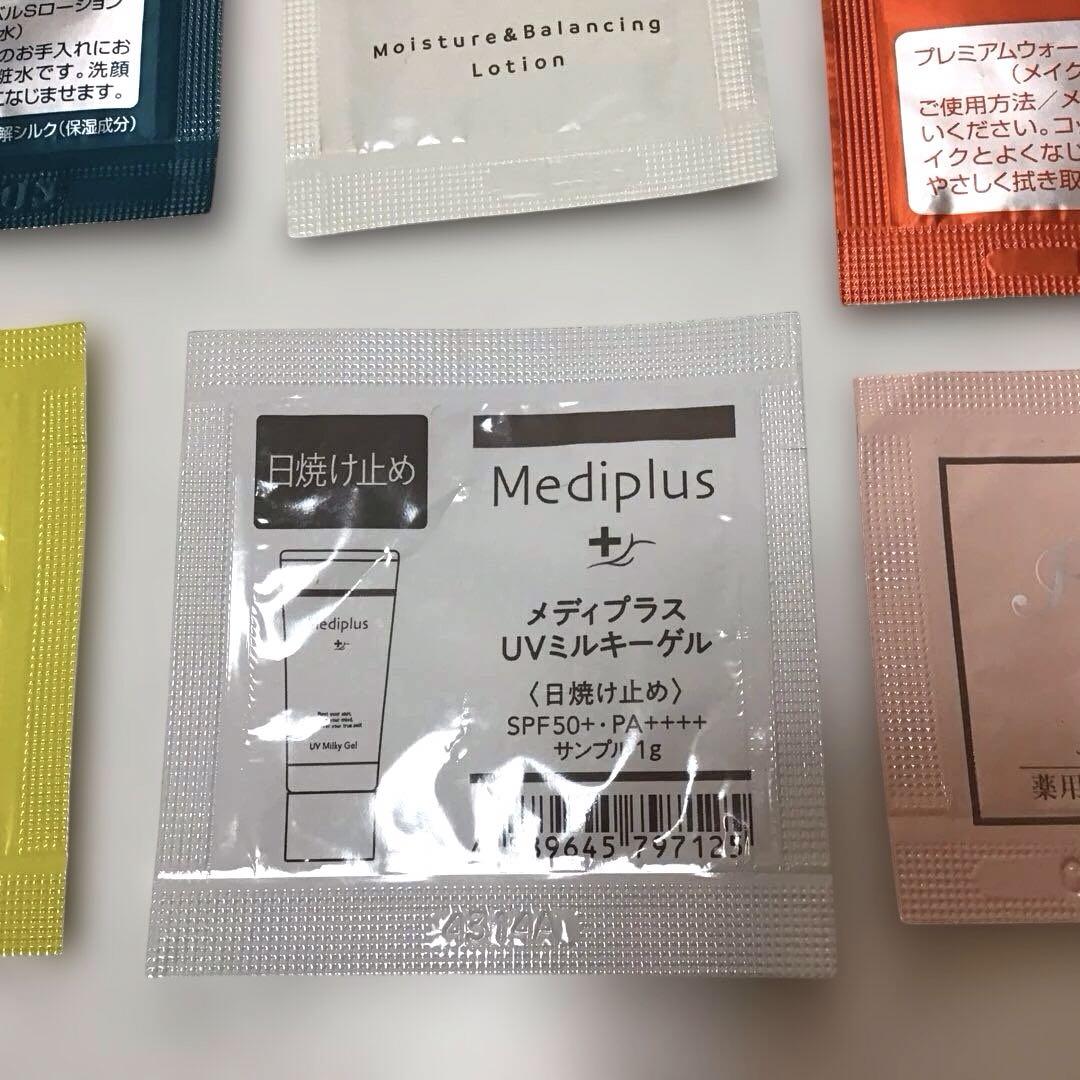 ベルSローション
水）
のお手入れにお
粧水です。洗顔
になじませます。
解シルク（保湿成分）
Moisture&Balancing
Lotion
プレミアムウォー
（メイク
ご使用方法／メ
いください。コ
イクとよくなじ
やさしく拭き取
日焼け止め
Mediplus
メディプラス
UVミルキーゲル
〈日焼け止め〉
SPF50+・PA++++
サンプル 1g
39645 797125
Mediplus
UV Milky Gel
4314A
薬用